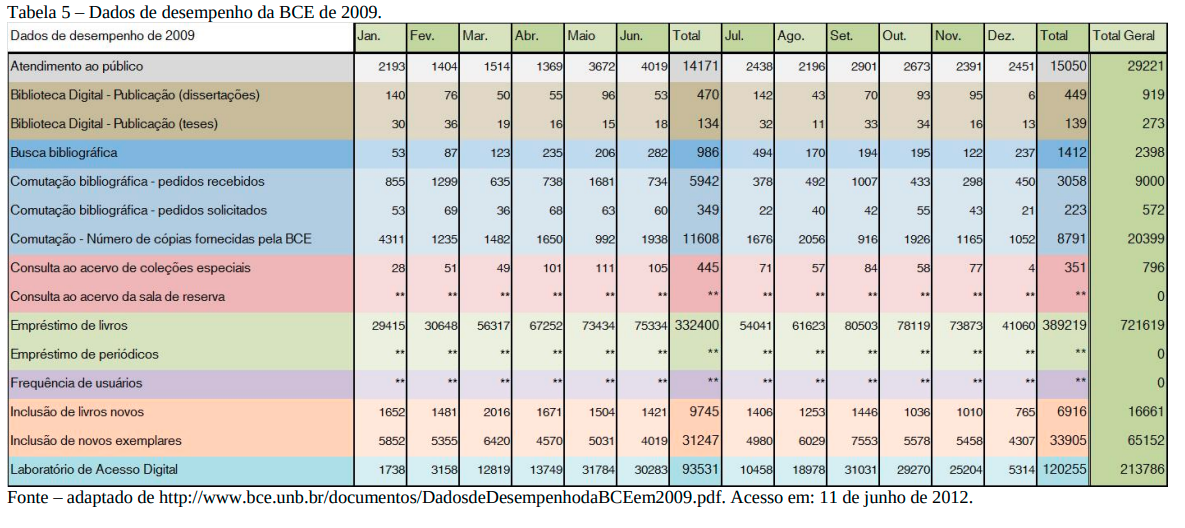 Tabela 5 – Dados de desempenho da BCE de 2009.
Dados de desempenho de 2009 Jan. Fev. Mar. Abr. Maio Jun. Total Jul. Ago. Set. Out. Nov. Dez. Total Total Geral
Atendimento ao público 2193 1404 1514 1369 3672 4019 14171 2438 2196 2901 2673 2391 2451 15050 29221
Biblioteca Digital - Publicação (dissertações) 140 76 50 55 96 53 470 142 43 70 93 95 6 449 919
Biblioteca Digital - Publicação (teses) 30 36 19 16 15 18 134 32 11 33 34 16 13 139 273
Busca bibliográfica 53 87 123 235 206 282 986 494 170 194 195 122 237 1412 2398
Comutação bibliográfica - pedidos recebidos 855 1299 635 738 1681 734 5942 378 492 1007 433 298 450 3058 9000
Comutação bibliográfica - pedidos solicitados 53 69 36 68 63 60 349 22 40 42 55 43 21 223 572
Comutação - Número de cópias fornecidas pela BCE 4311 1235 1482 1650 992 1938 11608 1676 2056 916 1926 1165 1052 8791 20399
Consulta ao acervo de coleções especiais 28 51 49 101 111 105 445 71 57 84 58 77 4 351 796
Consulta ao acervo da sala de reserva ** ** ** ** ** ** ** ** ** ** ** ** ** ** 0
Empréstimo de livros 29415 30648 56317 67252 73434 75334 332400 54041 61623 80503 78119 73873 41060 389219 721619
Empréstimo de periódicos ** ** ** ** ** ** ** ** ** ** ** ** ** ** 0
Frequência de usuários ** ** ** ** ** ** ** ** ** ** ** ** ** ** 0
Inclusão de livros novos 1652 1481 2016 1671 1504 1421 9745 1406 1253 1446 1036 1010 765 6916 16661
Inclusão de novos exemplares 5852 5355 6420 4570 5031 4019 31247 4980 6029 7553 5578 5458 4307 33905 65152
Laboratório de Acesso Digital 1738 3158 12819 13749 31784 30283 93531 10458 18978 31031 29270 25204 5314 120255 213786
Fonte – adaptado de http://www.bce.unb.br/documentos/DadosdeDesempenhodaBCEem2009.pdf. Acesso em: 11 de junho de 2012.